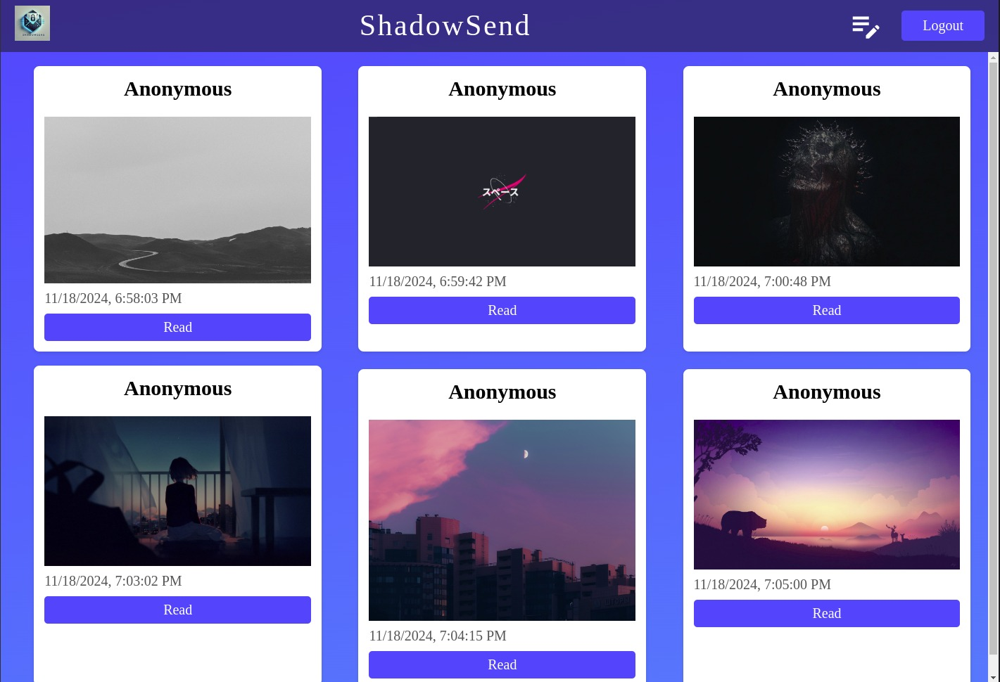 SHADOWSEND
ShadowSend
Logout
Anonymous
Anonymous
Anonymous
スペース
11/18/2024, 6:58:03 PM
11/18/2024, 6:59:42 PM
11/18/2024, 7:00:48 PM
Read
Read
Read
Anonymous
Anonymous
Anonymous
11/18/2024, 7:03:02 PM
11/18/2024, 7:04:15 PM
11/18/2024, 7:05:00 PM
Read
Read
Read